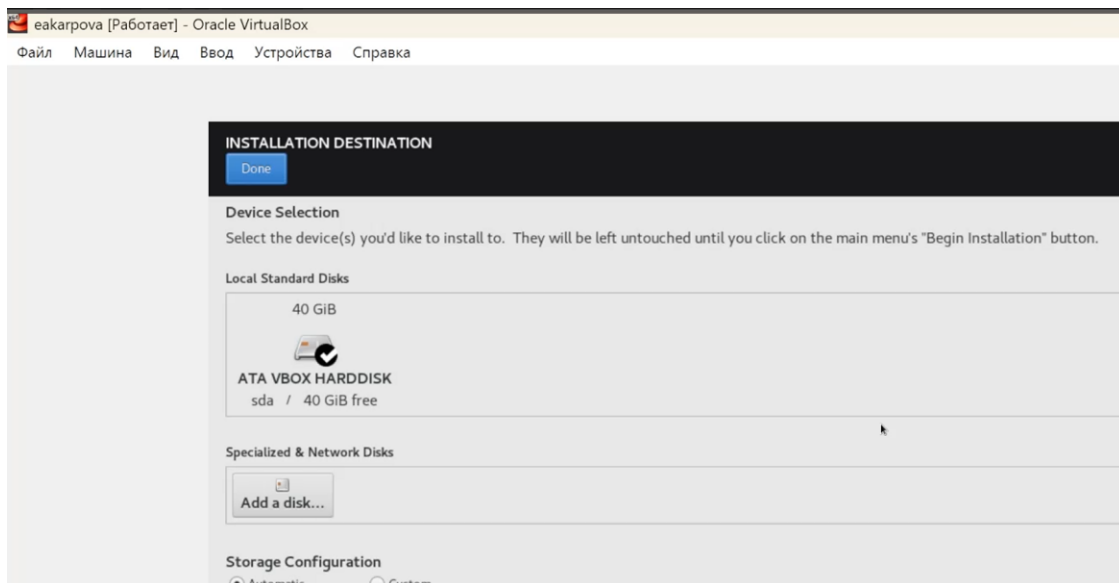 eakarpova [Работает] - Oracle VirtualBox
Файл Машина Вид Ввод Устройства Справка
INSTALLATION DESTINATION
Done
Device Selection
Select the device(s) you'd like to install to. They will be left untouched until you click on the main menu's "Begin Installation" button.
Local Standard Disks
40 GiB
ATA VBOX HARDDISK
sda / 40 GiB free
Specialized & Network Disks
Add a disk...
Storage Configuration
Automatic Custom